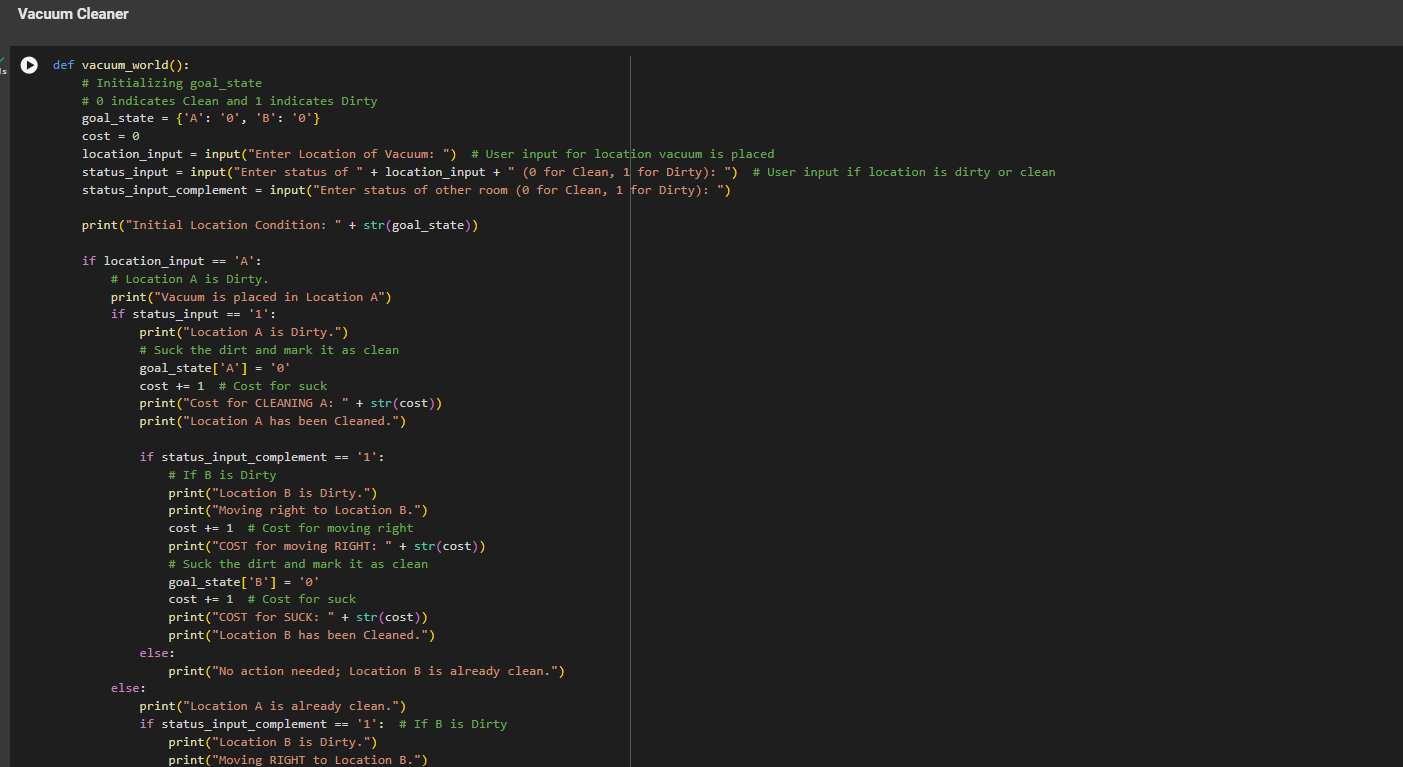 Vacuum Cleaner
def vacuum_world():
    # Initializing goal_state
    # 0 indicates Clean and 1 indicates Dirty
    goal_state = {'A': '0', 'B': '0'}
    cost = 0
    location_input = input("Enter Location of Vacuum: ")  # User input for location vacuum is placed
    status_input = input("Enter status of " + location_input + " (0 for Clean, 1 for Dirty): ")  # User input if location is dirty or clean
    status_input_complement = input("Enter status of other room (0 for Clean, 1 for Dirty): ")

    print("Initial Location Condition: " + str(goal_state))

    if location_input == 'A':
        # Location A is Dirty.
        print("Vacuum is placed in Location A")
        if status_input == '1':
            print("Location A is Dirty.")
            # Suck the dirt and mark it as clean
            goal_state['A'] = '0'
            cost += 1  # Cost for suck
            print("Cost for CLEANING A: " + str(cost))
            print("Location A has been Cleaned.")

            if status_input_complement == '1':
                # If B is Dirty
                print("Location B is Dirty.")
                print("Moving right to Location B.")
                cost += 1  # Cost for moving right
                print("COST for moving RIGHT: " + str(cost))
                # Suck the dirt and mark it as clean
                goal_state['B'] = '0'
                cost += 1  # Cost for suck
                print("COST for SUCK: " + str(cost))
                print("Location B has been Cleaned.")
            else:
                print("No action needed; Location B is already clean.")
        else:
            print("Location A is already clean.")
            if status_input_complement == '1':  # If B is Dirty
                print("Location B is Dirty.")
                print("Moving RIGHT to Location B.")